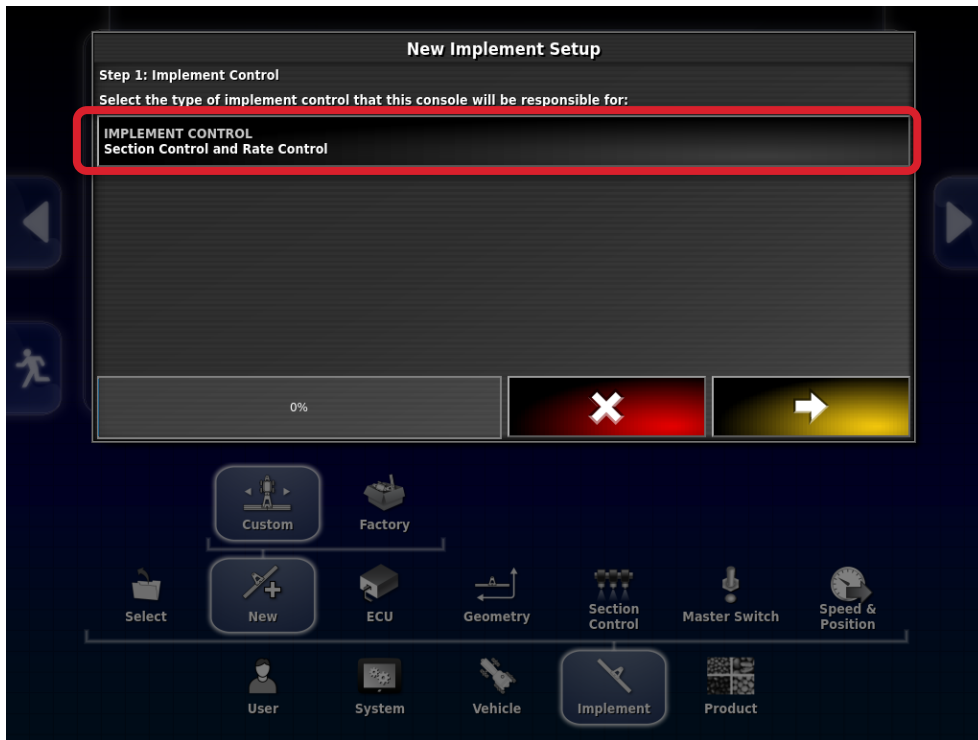 New Implement Setup
Step 1: Implement Control
Select the type of implement control that this console will be responsible for:
IMPLEMENT CONTROL
Section Control and Rate Control
0%
Custom
Factory
Select
New
ECU
Geometry
Section
Control
Master Switch
Speed &
Position
User
System
Vehicle
Implement
Product